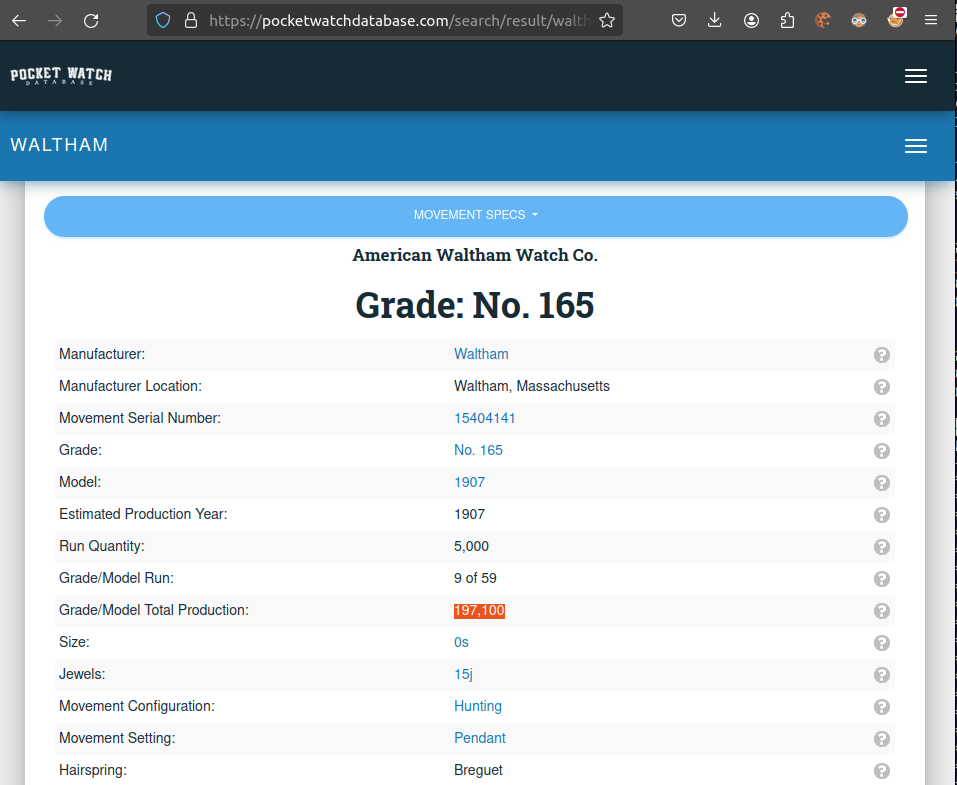 https://pocketwatchdatabase.com/search/result/walth
POCKET WATCH
DATABASE
WALTHAM
MOVEMENT SPECS
American Waltham Watch Co.
Grade: No. 165
Manufacturer: Waltham
Manufacturer Location: Waltham, Massachusetts
Movement Serial Number: 15404141
Grade: No. 165
Model: 1907
Estimated Production Year: 1907
Run Quantity: 5,000
Grade/Model Run: 9 of 59
Grade/Model Total Production: 197,100
Size: 0s
Jewels: 15j
Movement Configuration: Hunting
Movement Setting: Pendant
Hairspring: Breguet